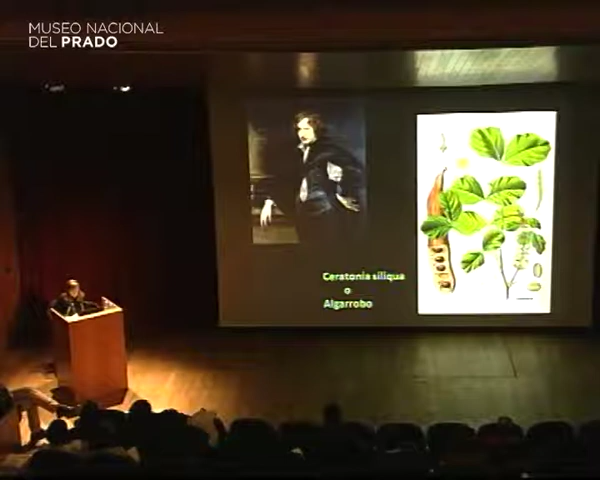 MUSEO NACIONAL
DEL PRADO
Ceratonia siliqua
o
Algarrobo